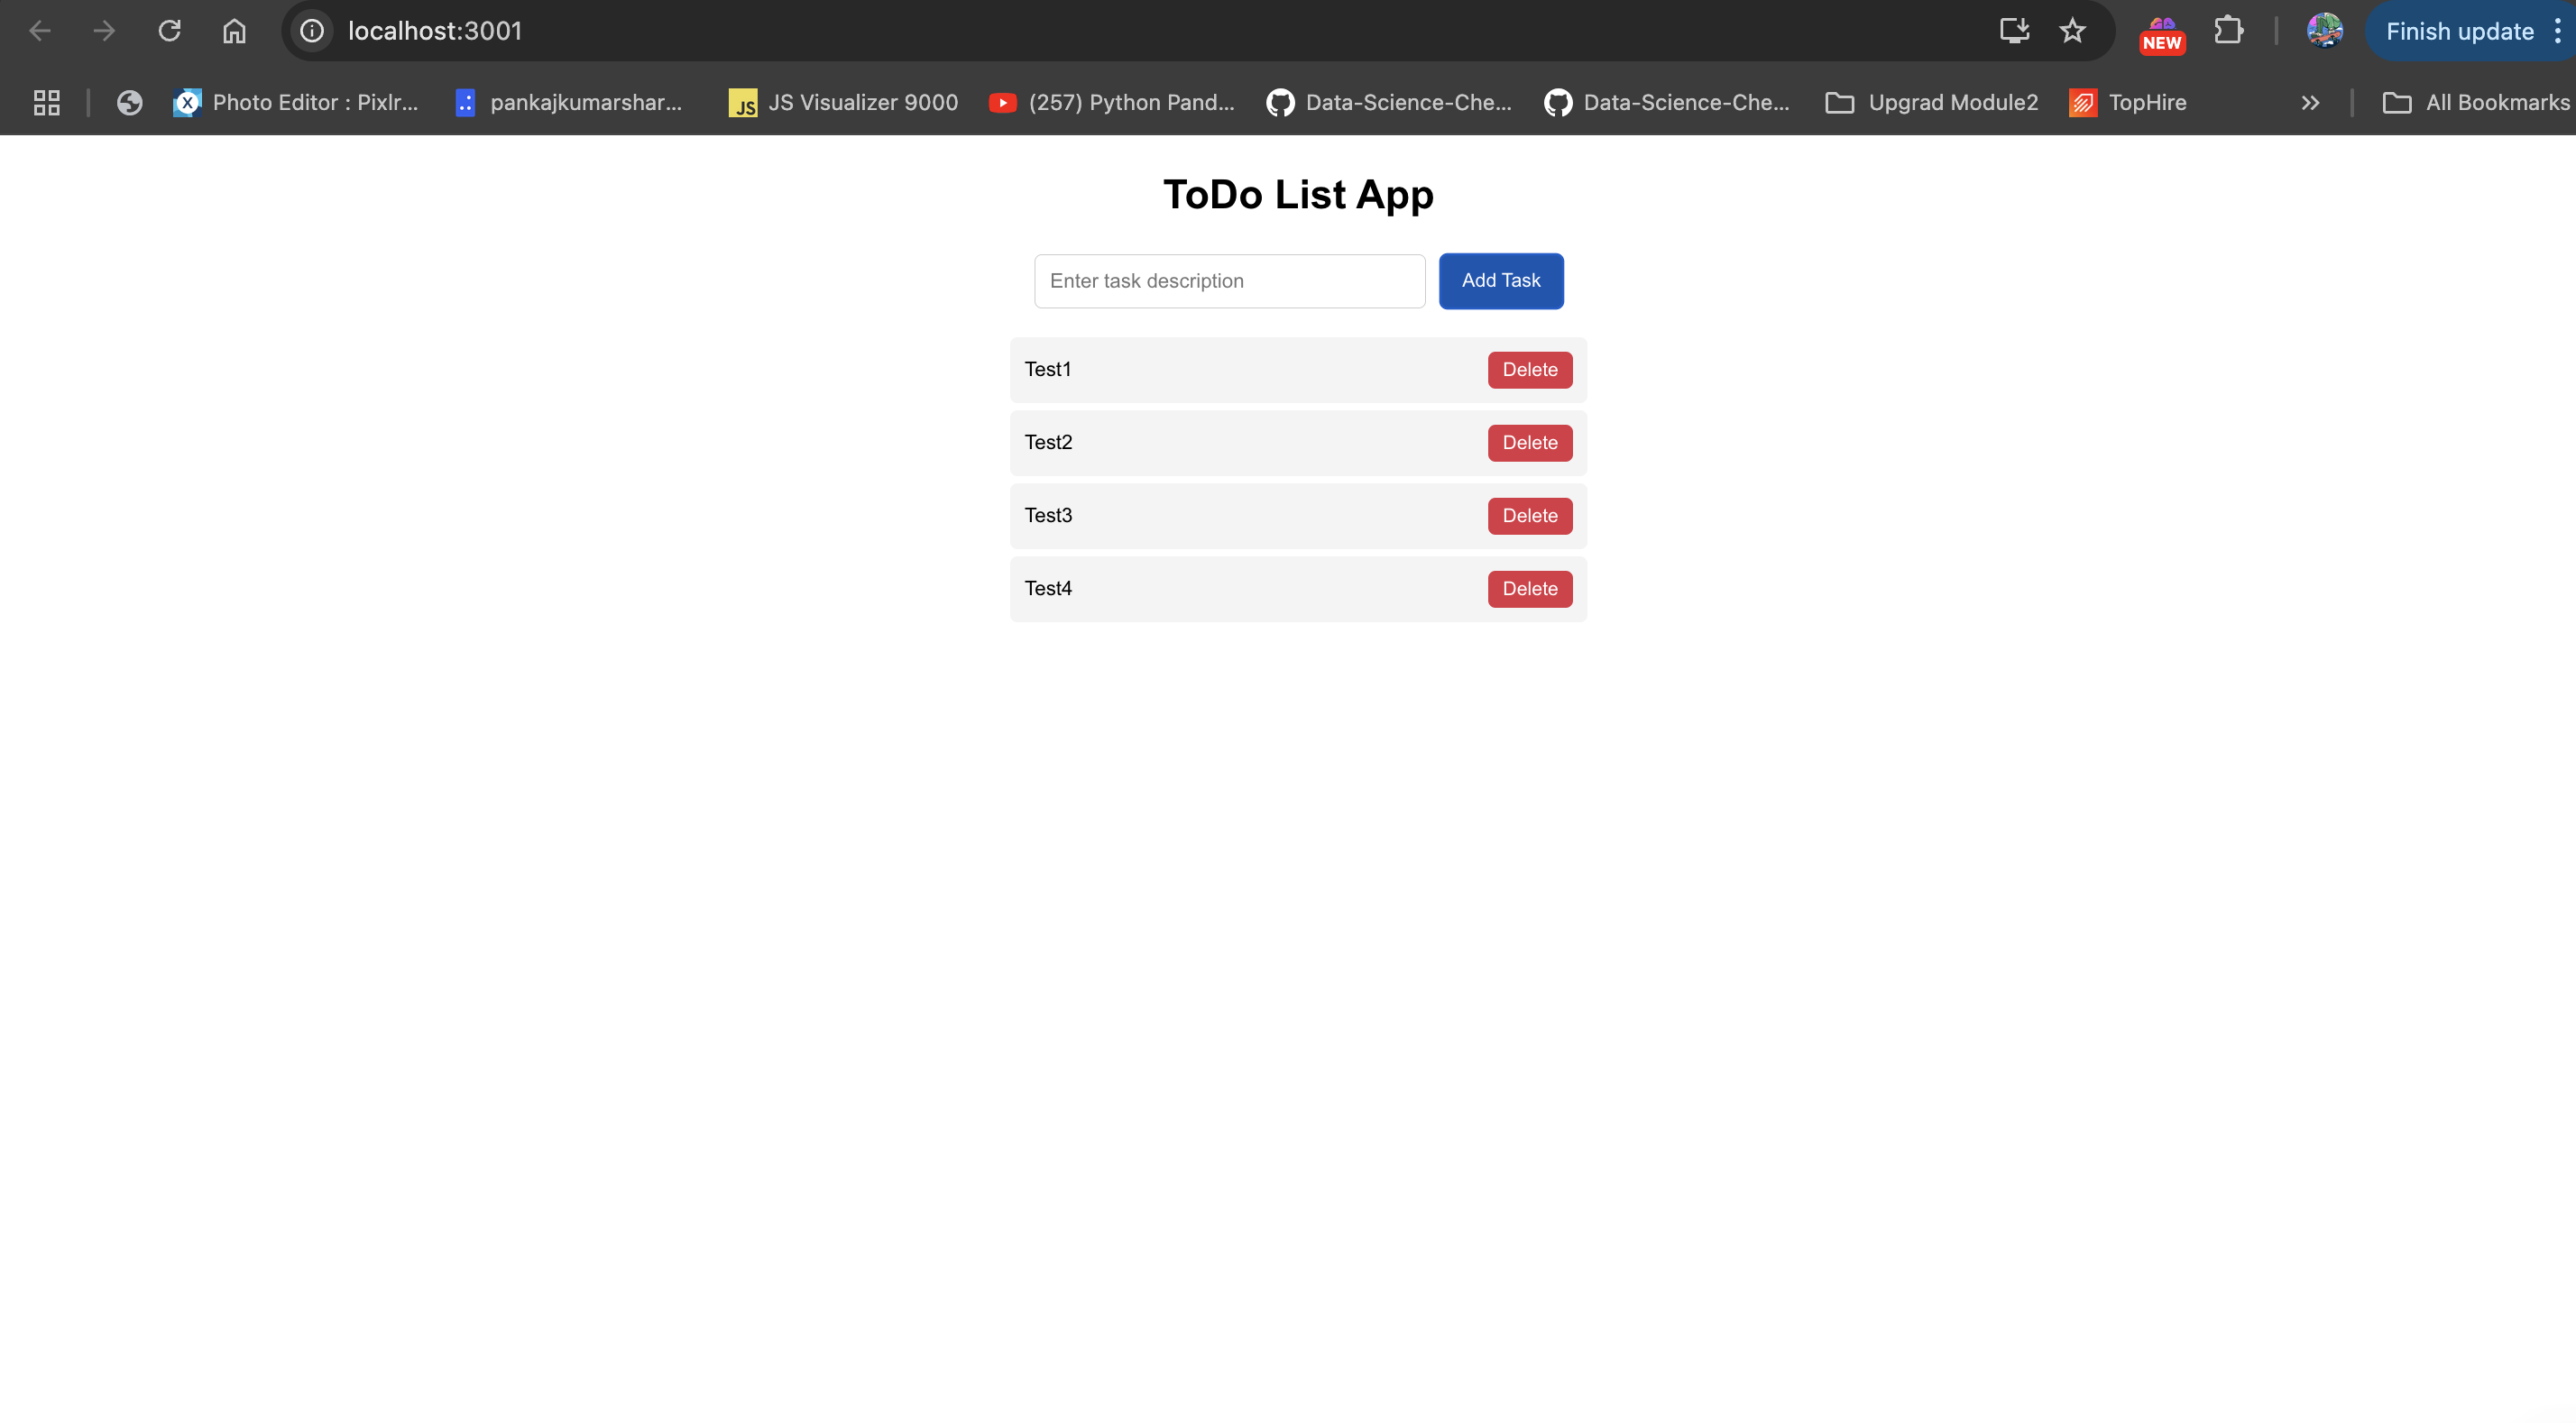 localhost:3001
NEW
Finish update
Photo Editor : Pixlr...
pankajkumarshar...
JS
JS Visualizer 9000
(257) Python Pand...
Data-Science-Che...
Data-Science-Che...
Upgrad Module2
TopHire
All Bookmarks
ToDo List App
Enter task description
Add Task
Test1
Delete
Test2
Delete
Test3
Delete
Test4
Delete